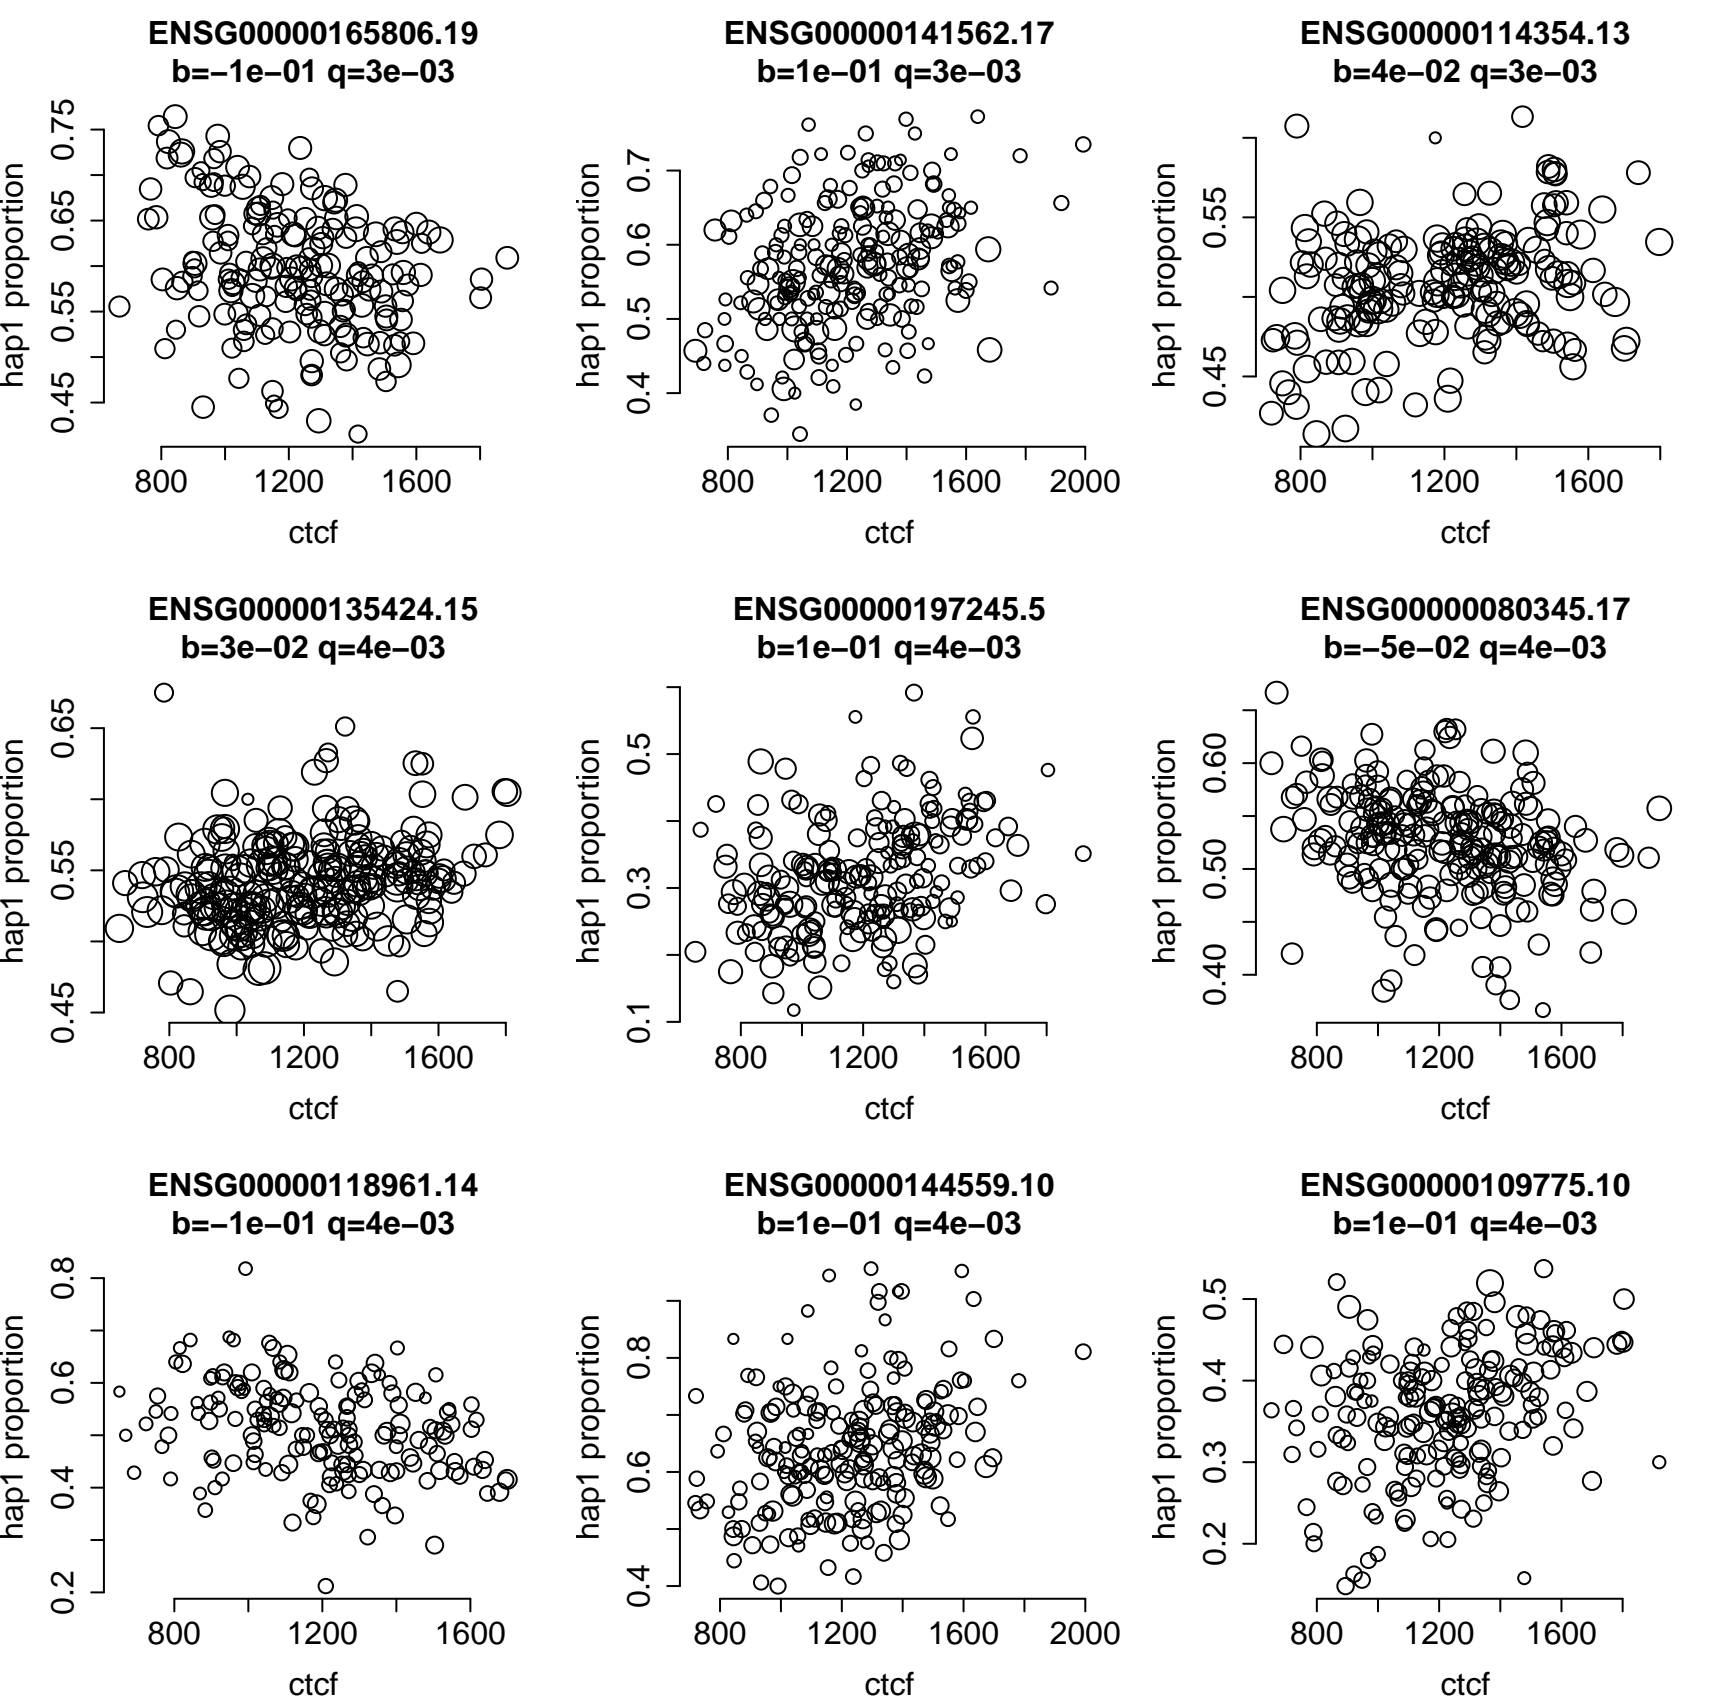 ENSG00000165806.19
b=−1e−01 q=3e−03
hap1 proportion
0.45 0.55 0.65 0.75
800 1200 1600
ctcf
ENSG00000141562.17
b=1e−01 q=3e−03
hap1 proportion
0.4 0.5 0.6 0.7
800 1200 1600 2000
ctcf
ENSG00000114354.13
b=4e−02 q=3e−03
hap1 proportion
0.45 0.55
800 1200 1600
ctcf
ENSG00000135424.15
b=3e−02 q=4e−03
hap1 proportion
0.45 0.55 0.65
800 1200 1600
ctcf
ENSG00000197245.5
b=1e−01 q=4e−03
hap1 proportion
0.1 0.3 0.5
800 1200 1600
ctcf
ENSG00000080345.17
b=−5e−02 q=4e−03
hap1 proportion
0.40 0.50 0.60
800 1200 1600
ctcf
ENSG00000118961.14
b=−1e−01 q=4e−03
hap1 proportion
0.2 0.4 0.6 0.8
800 1200 1600
ctcf
ENSG00000144559.10
b=1e−01 q=4e−03
hap1 proportion
0.4 0.6 0.8
800 1200 1600 2000
ctcf
ENSG00000109775.10
b=1e−01 q=4e−03
hap1 proportion
0.2 0.3 0.4 0.5
800 1200 1600
ctcf